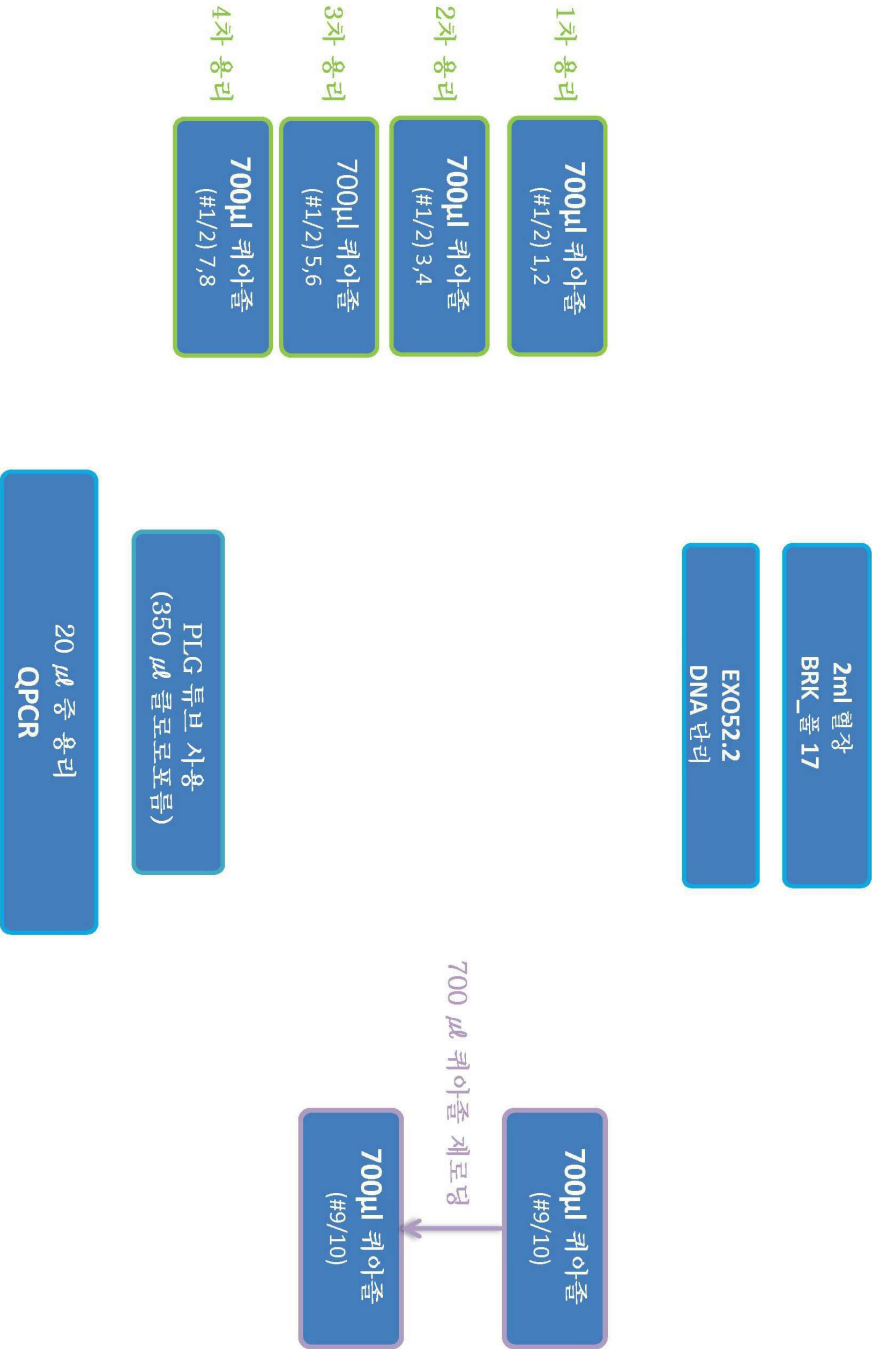 2ml 혈장
BRK_풀 17
EXO52.2
DNA 단리
1차 용리
700µl 퀴아졸
(#1/2) 1,2
2차 용리
700µl 퀴아졸
(#1/2) 3,4
3차 용리
700µl 퀴아졸
(#1/2) 5,6
4차 용리
700µl 퀴아졸
(#1/2) 7,8
700µl 퀴아졸
(#9/10)
700 ㎕ 퀴아졸 재로딩
700µl 퀴아졸
(#9/10)
PLG 튜브 사용
(350 ㎕ 클로로포름)
20 ㎕ 중 용리
QPCR